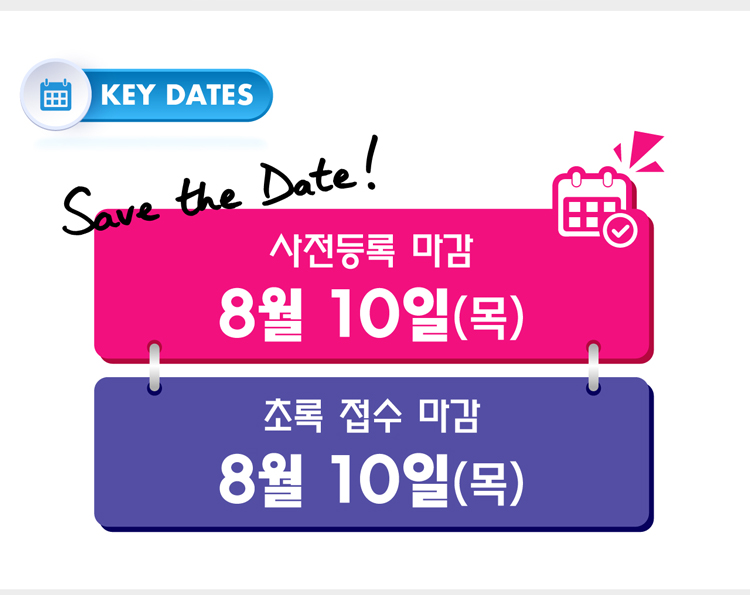 KEY DATES
Save the Date!
사전등록 마감
8월 10일(목)
초록 접수 마감
8월 10일(목)